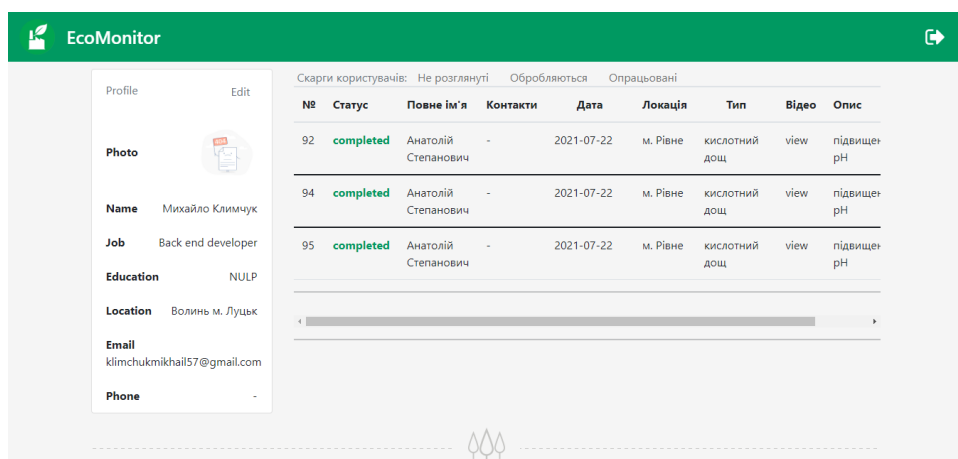 EcoMonitor
Profile Edit
Photo
Name Михайло Климчук
Job Back end developer
Education NULP
Location Волинь м. Луцьк
Email
klimchukmikhail57@gmail.com
Phone -
Скарги користувачів: Не розглянуті Обробляються Опрацьовані
№ Статус Повне ім'я Контакти Дата Локація Тип Відео Опис
92 completed Анатолій - 2021-07-22 м. Рівне кислотний view підвищен
Степанович дощ pH
94 completed Анатолій - 2021-07-22 м. Рівне кислотний view підвищен
Степанович дощ pH
95 completed Анатолій - 2021-07-22 м. Рівне кислотний view підвищен
Степанович дощ pH